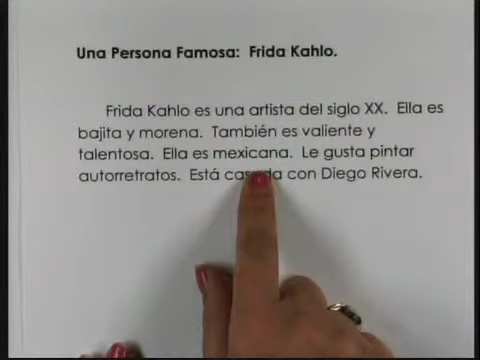 Una Persona Famosa: Frida Kahlo.
Frida Kahlo es una artista del siglo XX. Ella es
bajita y morena. También es valiente y
talentosa. Ella es mexicana. Le gusta pintar
autorretratos. Está casada con Diego Rivera.